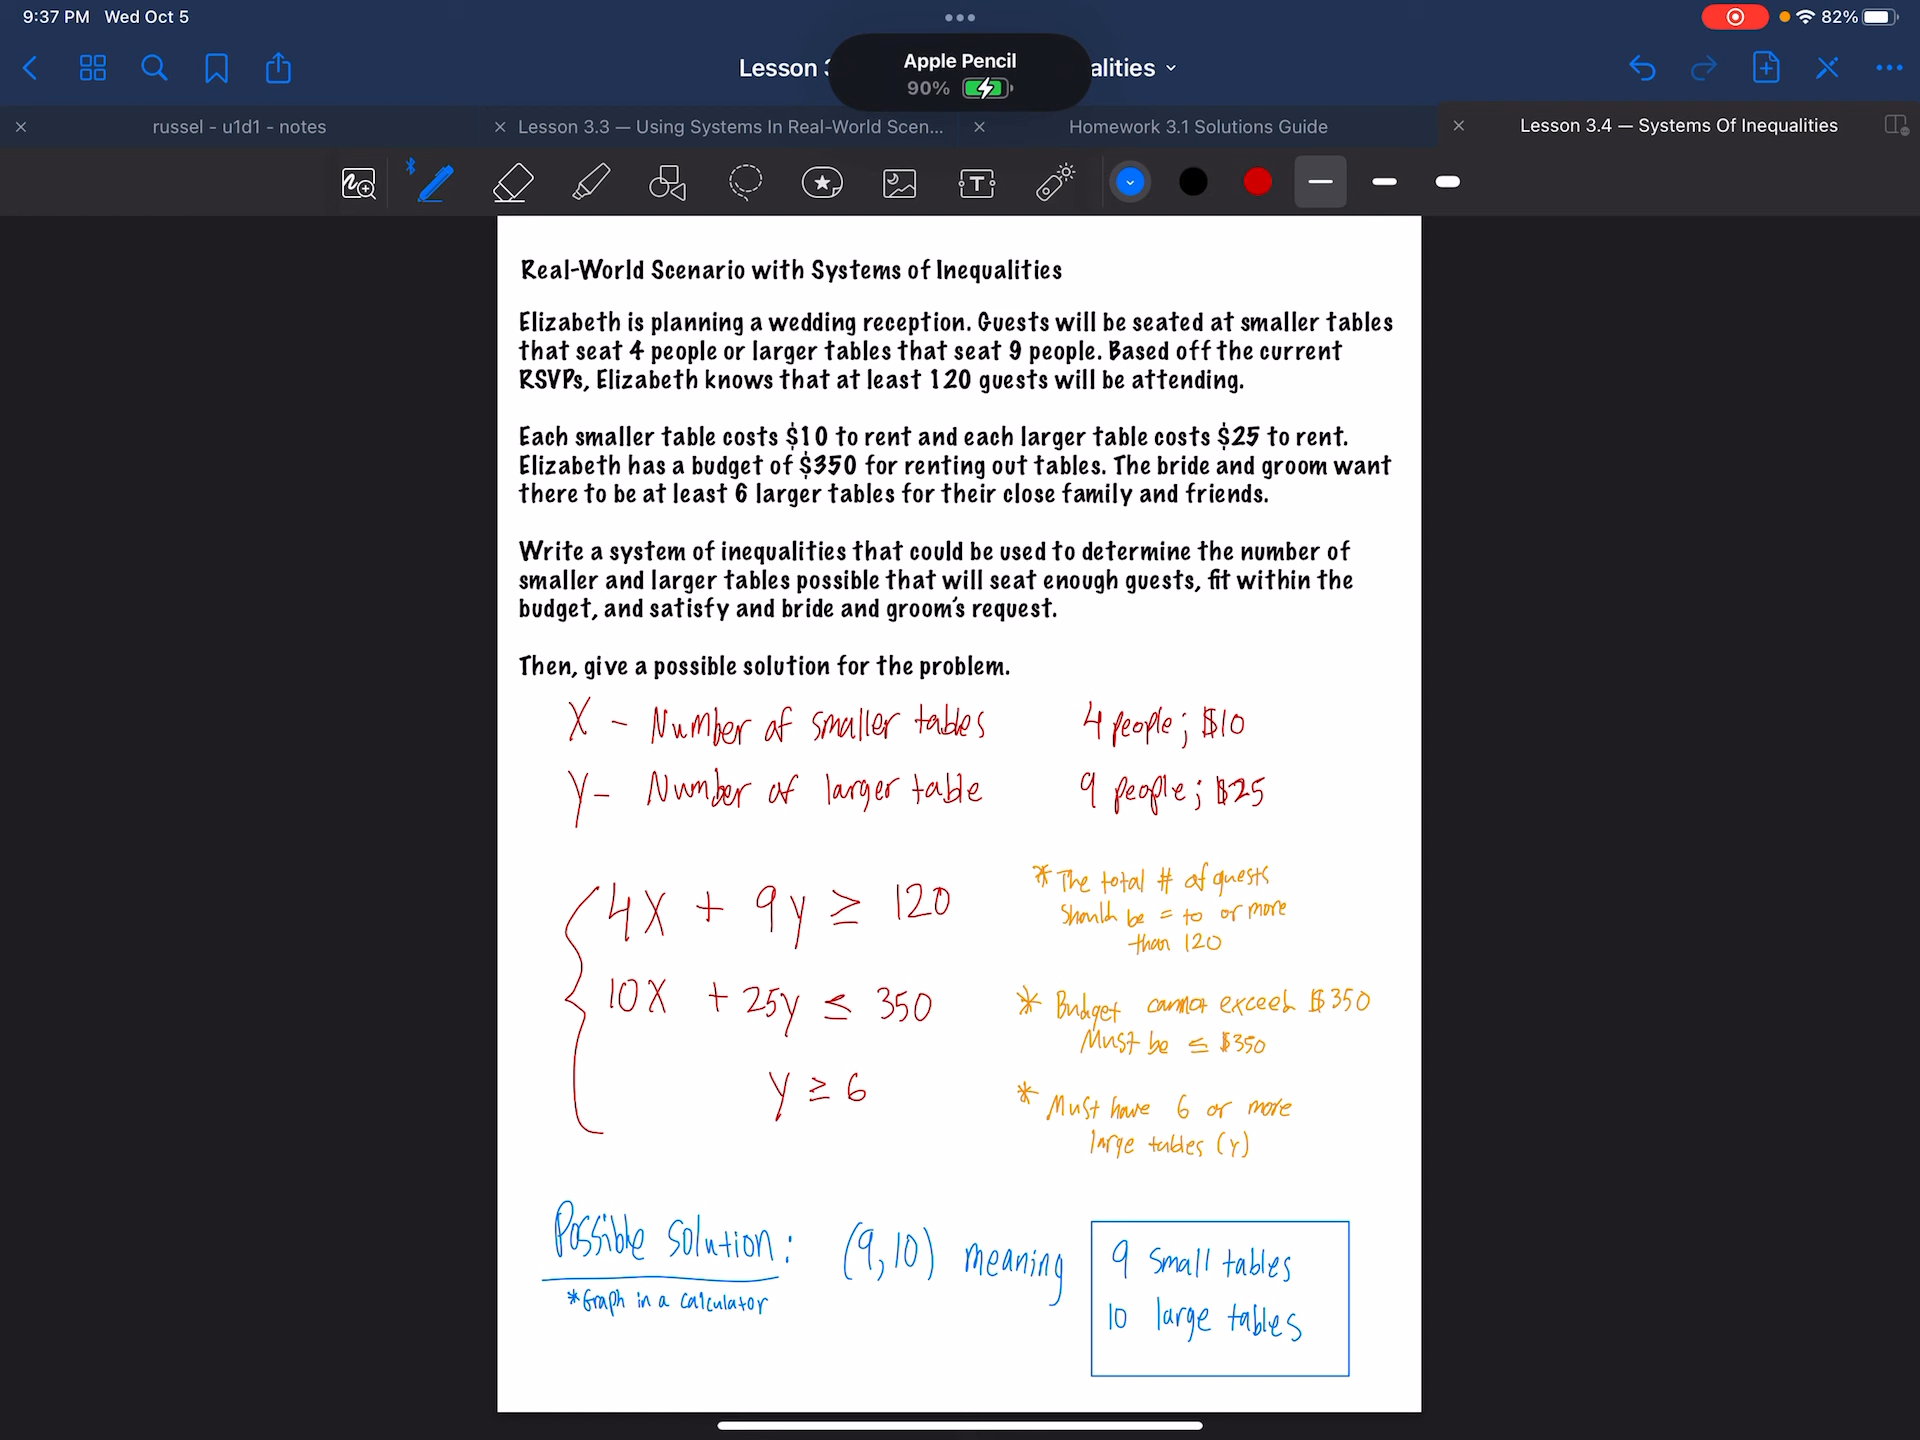 9:37 PM Wed Oct 5
82%
Lesson 3
alities
Apple Pencil
90%
russel - u1d1 - notes
Lesson 3.3 — Using Systems In Real-World Scen...
Homework 3.1 Solutions Guide
Lesson 3.4 — Systems Of Inequalities
Real-World Scenario with Systems of Inequalities
Elizabeth is planning a wedding reception. Guests will be seated at smaller tables
that seat 4 people or larger tables that seat 9 people. Based off the current
RSVPs, Elizabeth knows that at least 120 guests will be attending.
Each smaller table costs $10 to rent and each larger table costs $25 to rent.
Elizabeth has a budget of $350 for renting out tables. The bride and groom want
there to be at least 6 larger tables for their close family and friends.
Write a system of inequalities that could be used to determine the number of
smaller and larger tables possible that will seat enough guests, fit within the
budget, and satisfy and bride and groom's request.
Then, give a possible solution for the problem.
X - Number of smaller tables 4 people; $10
Y - Number of larger table 9 people; $25
4X + 9y ≥ 120
*The total # of guests
should be = to or more
than 120
10X + 25y ≤ 350
* Budget cannot exceed $350
Must be ≤ $350
y ≥ 6
* Must have 6 or more
large tables (Y)
Possible solution: (9,10) meaning
*Graph in a calculator
9 small tables
10 large tables